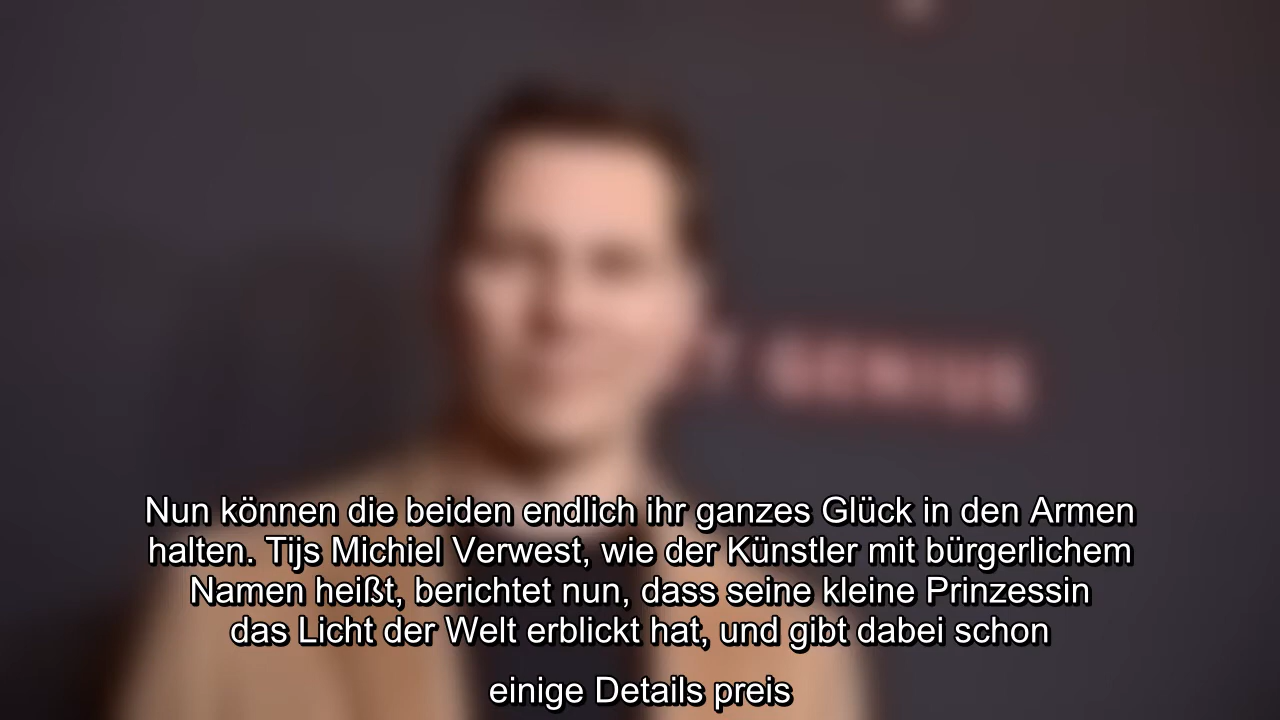 GENIUS
Nun können die beiden endlich ihr ganzes Glück in den Armen
halten. Tijs Michiel Verwest, wie der Künstler mit bürgerlichem
Namen heißt, berichtet nun, dass seine kleine Prinzessin
das Licht der Welt erblickt hat, und gibt dabei schon
einige Details preis